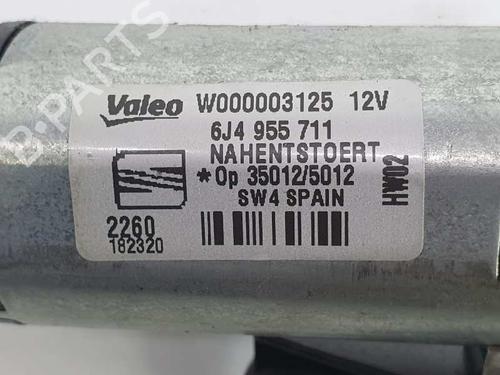 Valeo W000003125 12V
6J4 955 711
NAHENTSTOERT
*Op 35012/5012
SW4 SPAIN
HW02
2260
182320
B-PARTS